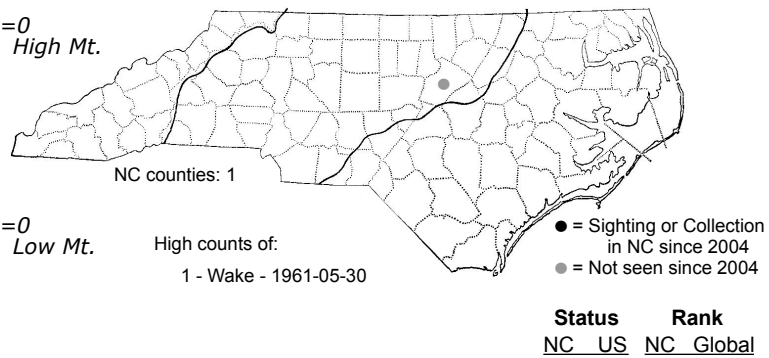 =0
High Mt.
NC counties: 1
=0
Low Mt.
High counts of:
1 - Wake - 1961-05-30
● = Sighting or Collection
in NC since 2004
● = Not seen since 2004
Status Rank
NC US NC Global